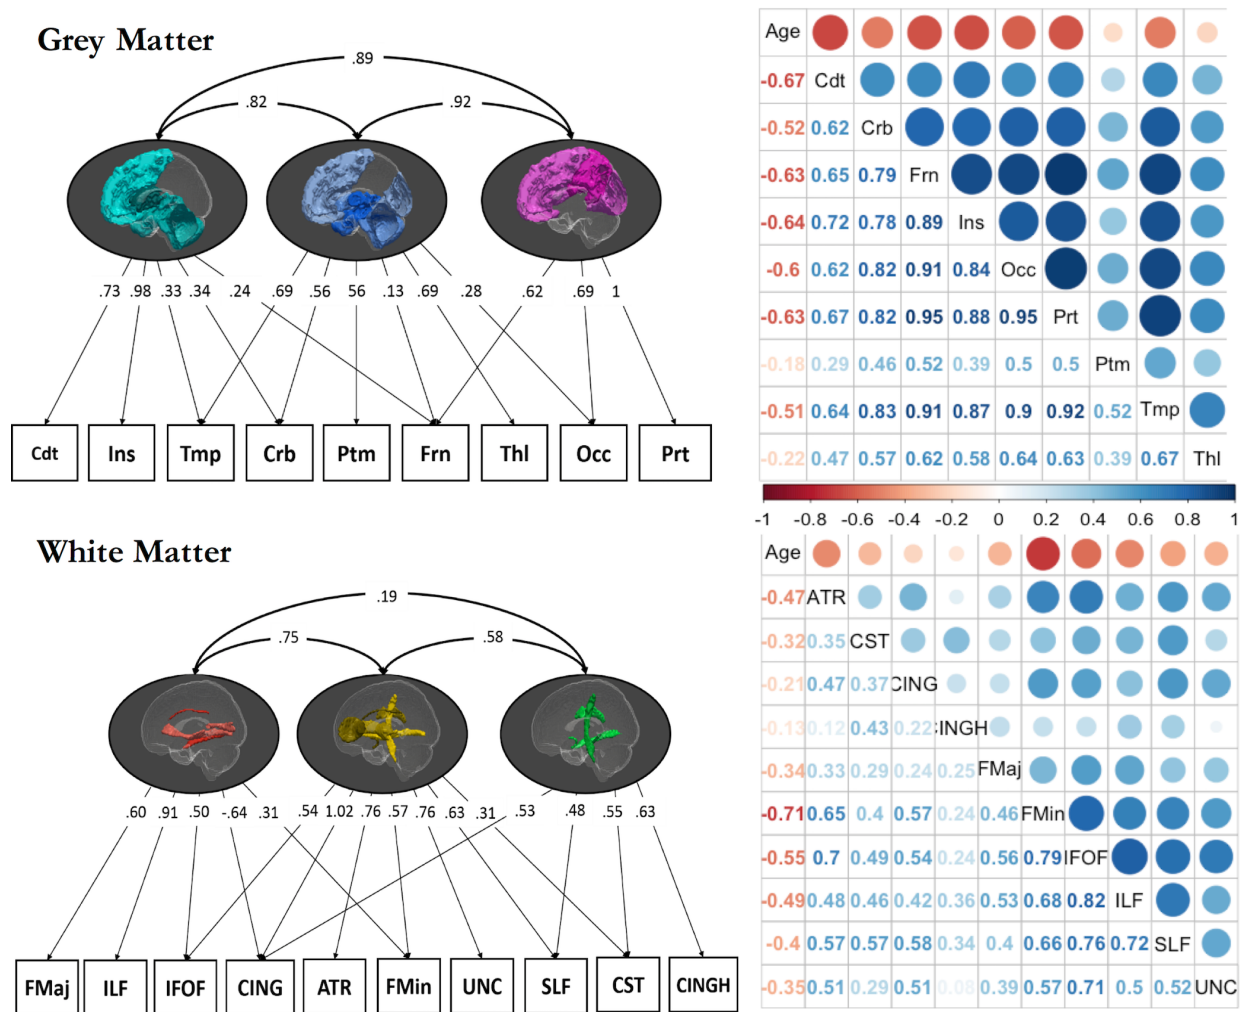 Grey Matter
.89
.82
.92
.73 .98 .33 .34 .24 .69 .56 56 .13 .69 .28 .62 .69 1
Cdt Ins Tmp Crb Ptm Frn Thl Occ Prt
Age
-0.67 Cdt
-0.52 0.62 Crb
-0.63 0.65 0.79 Frn
-0.64 0.72 0.78 0.89 Ins
-0.6 0.62 0.82 0.91 0.84 Occ
-0.63 0.67 0.82 0.95 0.88 0.95 Prt
-0.18 0.29 0.46 0.52 0.39 0.5 0.5 Ptm
-0.51 0.64 0.83 0.91 0.87 0.9 0.92 0.52 Tmp
-0.22 0.47 0.57 0.62 0.58 0.64 0.63 0.39 0.67 Thl
-1 -0.8 -0.6 -0.4 -0.2 0 0.2 0.4 0.6 0.8 1
White Matter
.19
.75
.58
.60 .91 .50 -.64 .31 .54 1.02 .76 .57 .76 .63 .31 .53 .48 .55 .63
FMaj ILF IFOF CING ATR FMin UNC SLF CST CINGH
Age
-0.47 ATR
-0.32 0.35 CST
-0.21 0.47 0.37 CING
-0.13 0.12 0.43 0.22 INGH
-0.34 0.33 0.29 0.24 0.25 FMaj
-0.71 0.65 0.4 0.57 0.24 0.46 FMin
-0.55 0.7 0.49 0.54 0.24 0.56 0.79 IFOF
-0.49 0.48 0.46 0.42 0.36 0.53 0.68 0.82 ILF
-0.4 0.57 0.57 0.58 0.34 0.4 0.66 0.76 0.72 SLF
-0.35 0.51 0.29 0.51 0.08 0.39 0.57 0.71 0.5 0.52 UNC